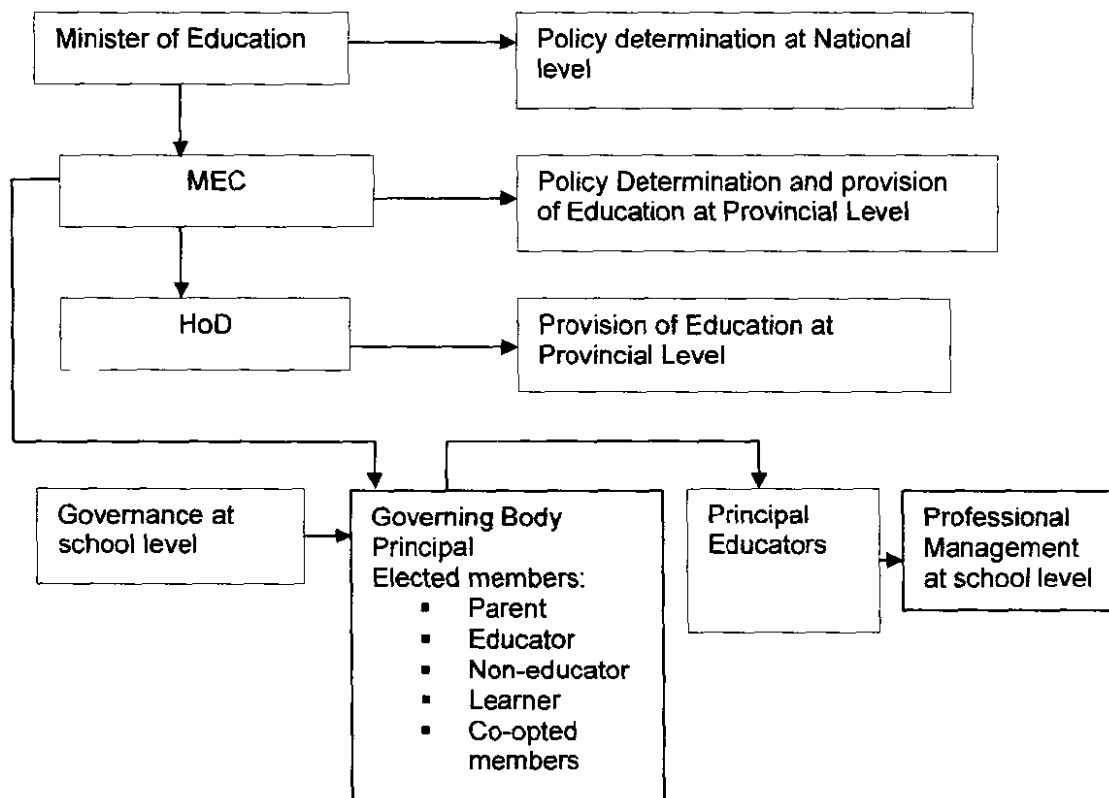 Minister of Education
Policy determination at National
level
MEC
Policy Determination and provision
of Education at Provincial Level
HoD
Provision of Education at
Provincial Level
Governance at
school level
Governing Body
Principal
Elected members:
▪ Parent
▪ Educator
▪ Non-educator
▪ Learner
▪ Co-opted
members
Principal
Educators
Professional
Management
at school level